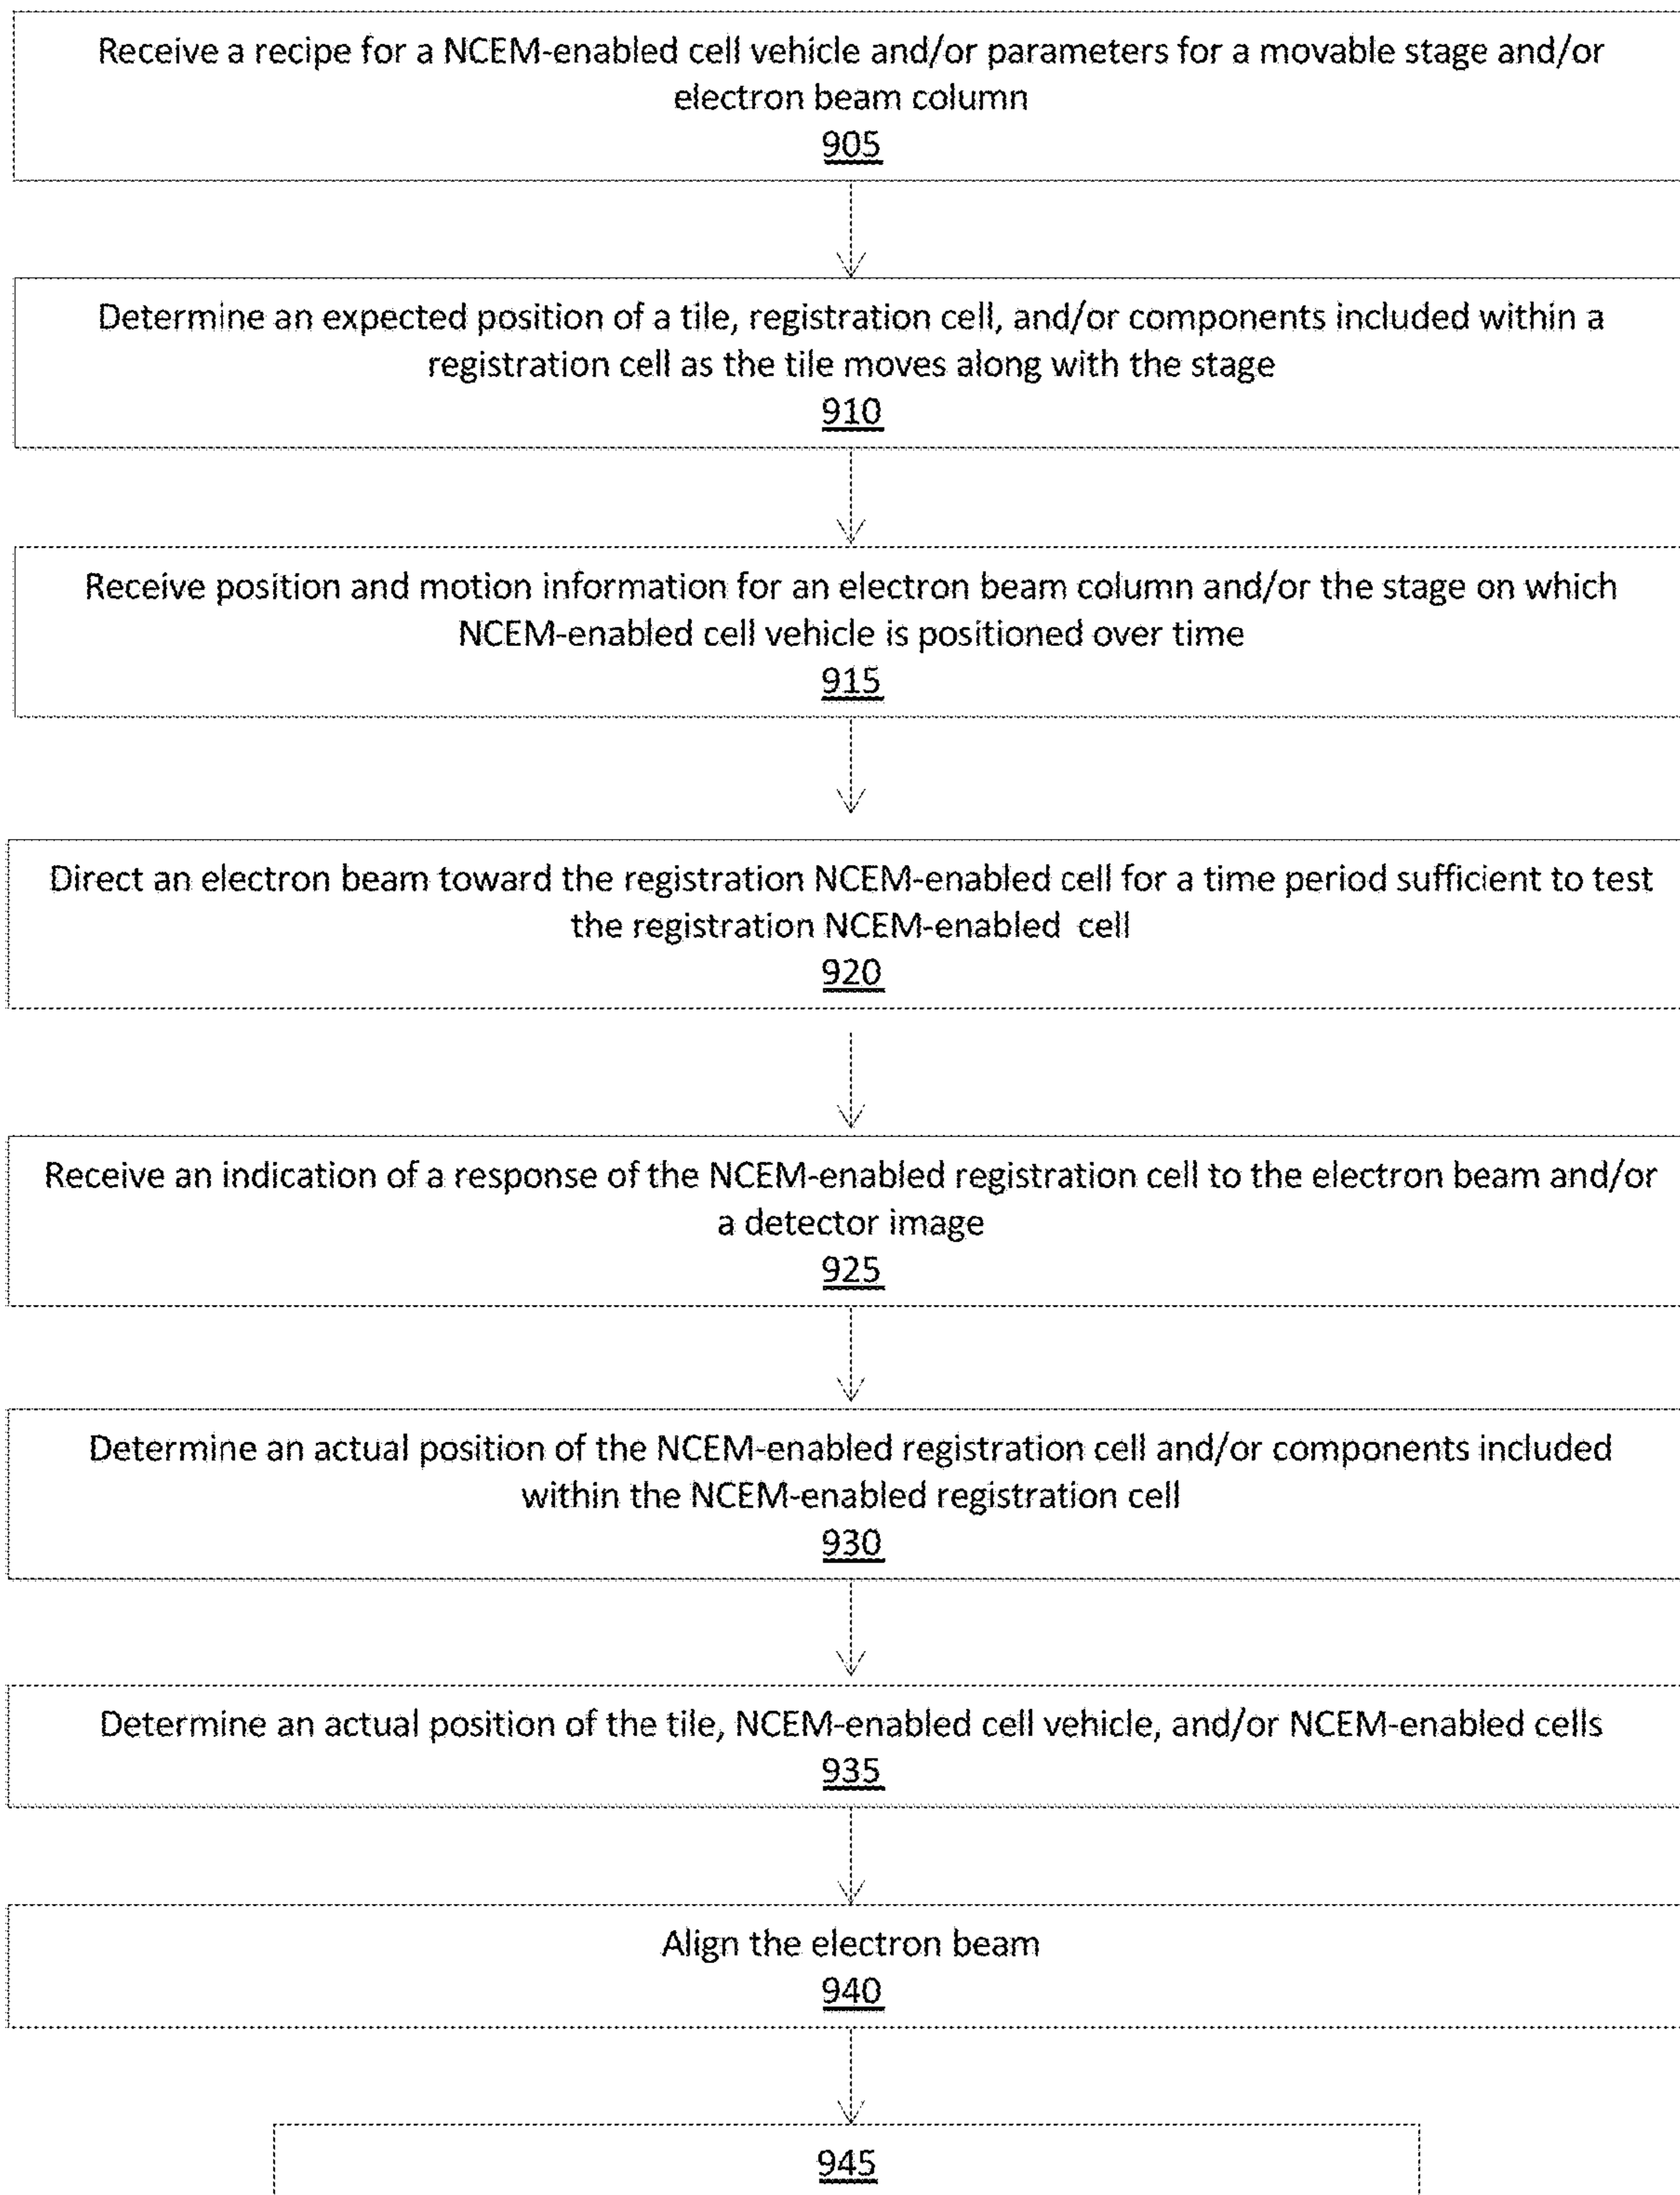 Receive a recipe for a NCEM-enabled cell vehicle and/or parameters for a movable stage and/or
electron beam column
905
Determine an expected position of a tile, registration cell, and/or components included within a
registration cell as the tile moves along with the stage
910
Receive position and motion information for an electron beam column and/or the stage on which
NCEM-enabled cell vehicle is positioned over time
915
Direct an electron beam toward the registration NCEM-enabled cell for a time period sufficient to test
the registration NCEM-enabled cell
920
Receive an indication of a response of the NCEM-enabled registration cell to the electron beam and/or
a detector image
925
Determine an actual position of the NCEM-enabled registration cell and/or components included
within the NCEM-enabled registration cell
930
Determine an actual position of the tile, NCEM-enabled cell vehicle, and/or NCEM-enabled cells
935
Align the electron beam
940
945